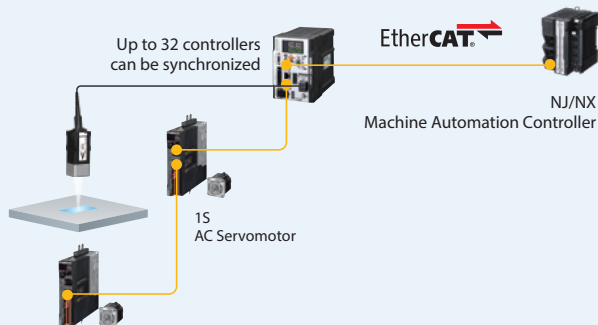 Up to 32 controllers
can be synchronized
EtherCAT®
NJ/NX
Machine Automation Controller
1S
AC Servomotor